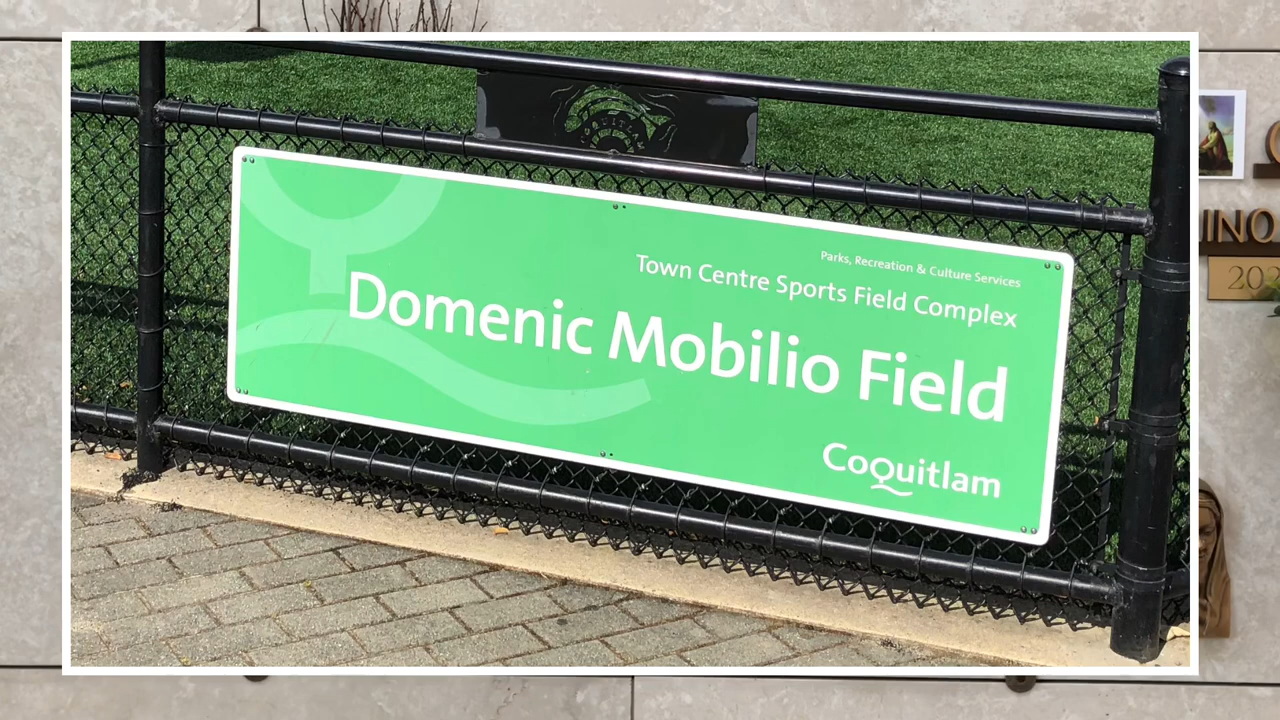 Parks, Recreation & Culture Services
Town Centre Sports Field Complex
Domenic Mobilio Field
CoQuitlam